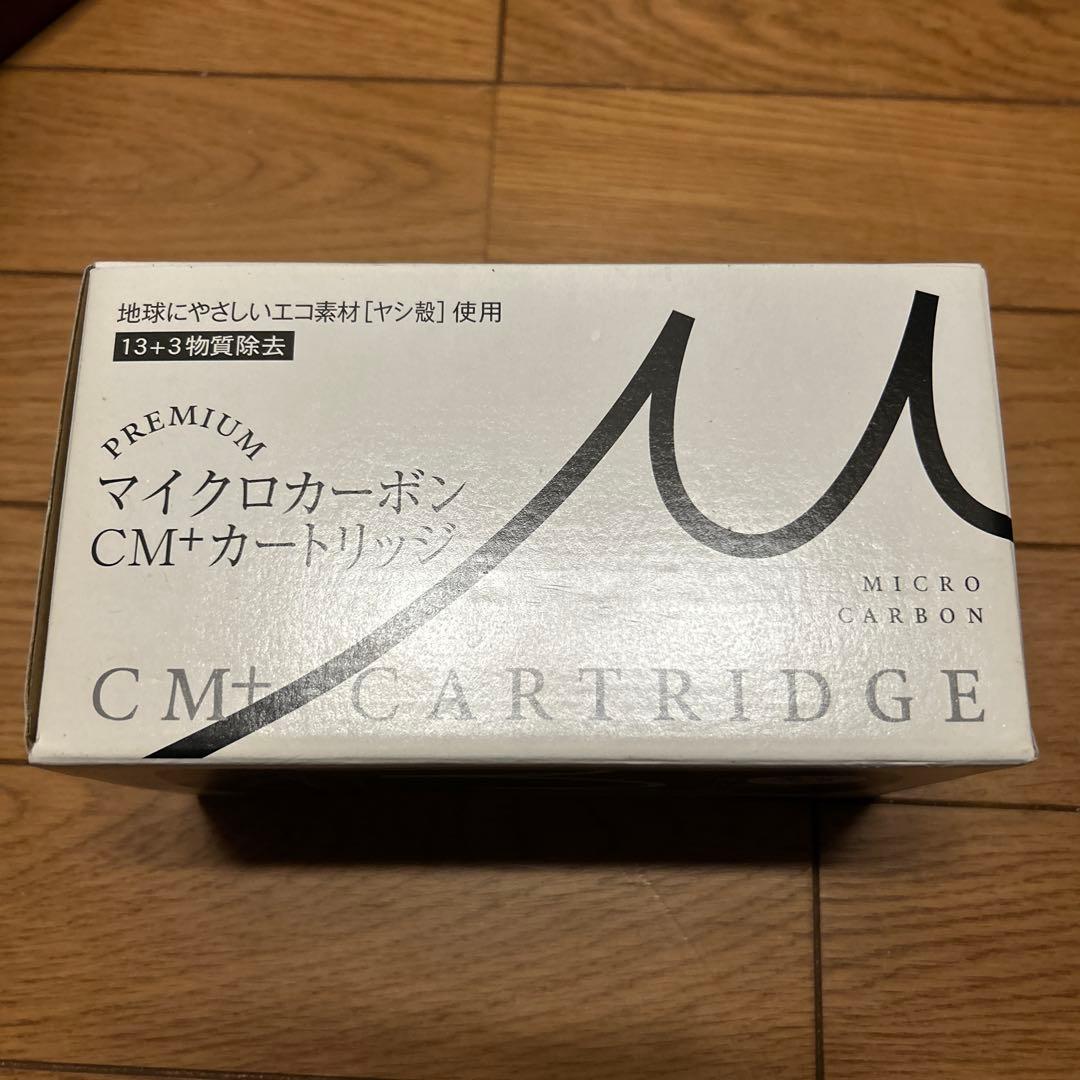 地球にやさしいエコ素材[ヤシ殻]使用
13+3物質除去
PREMIUM
マイクロカーボン
CM+カートリッジ
MICRO
CARBON
CM+ CARTRIDGE